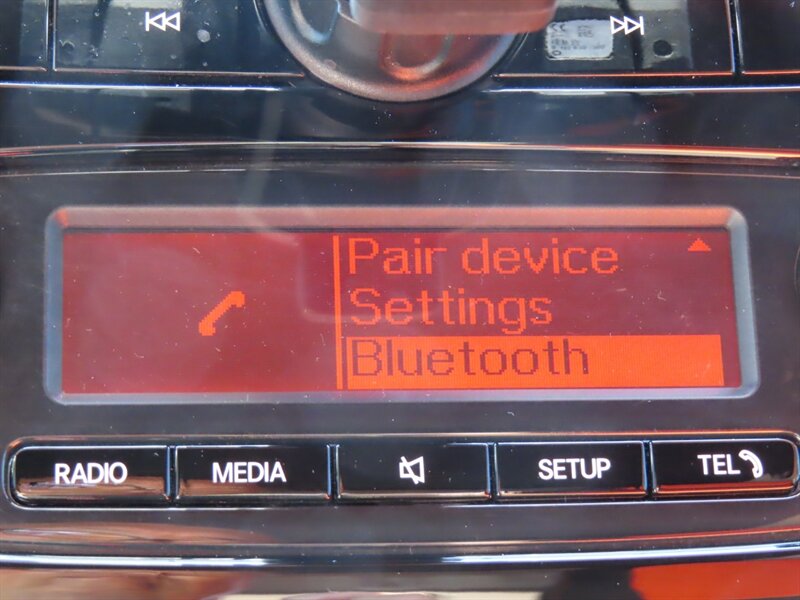 Pair device
Settings
Bluetooth
RADIO
MEDIA
SETUP
TEL